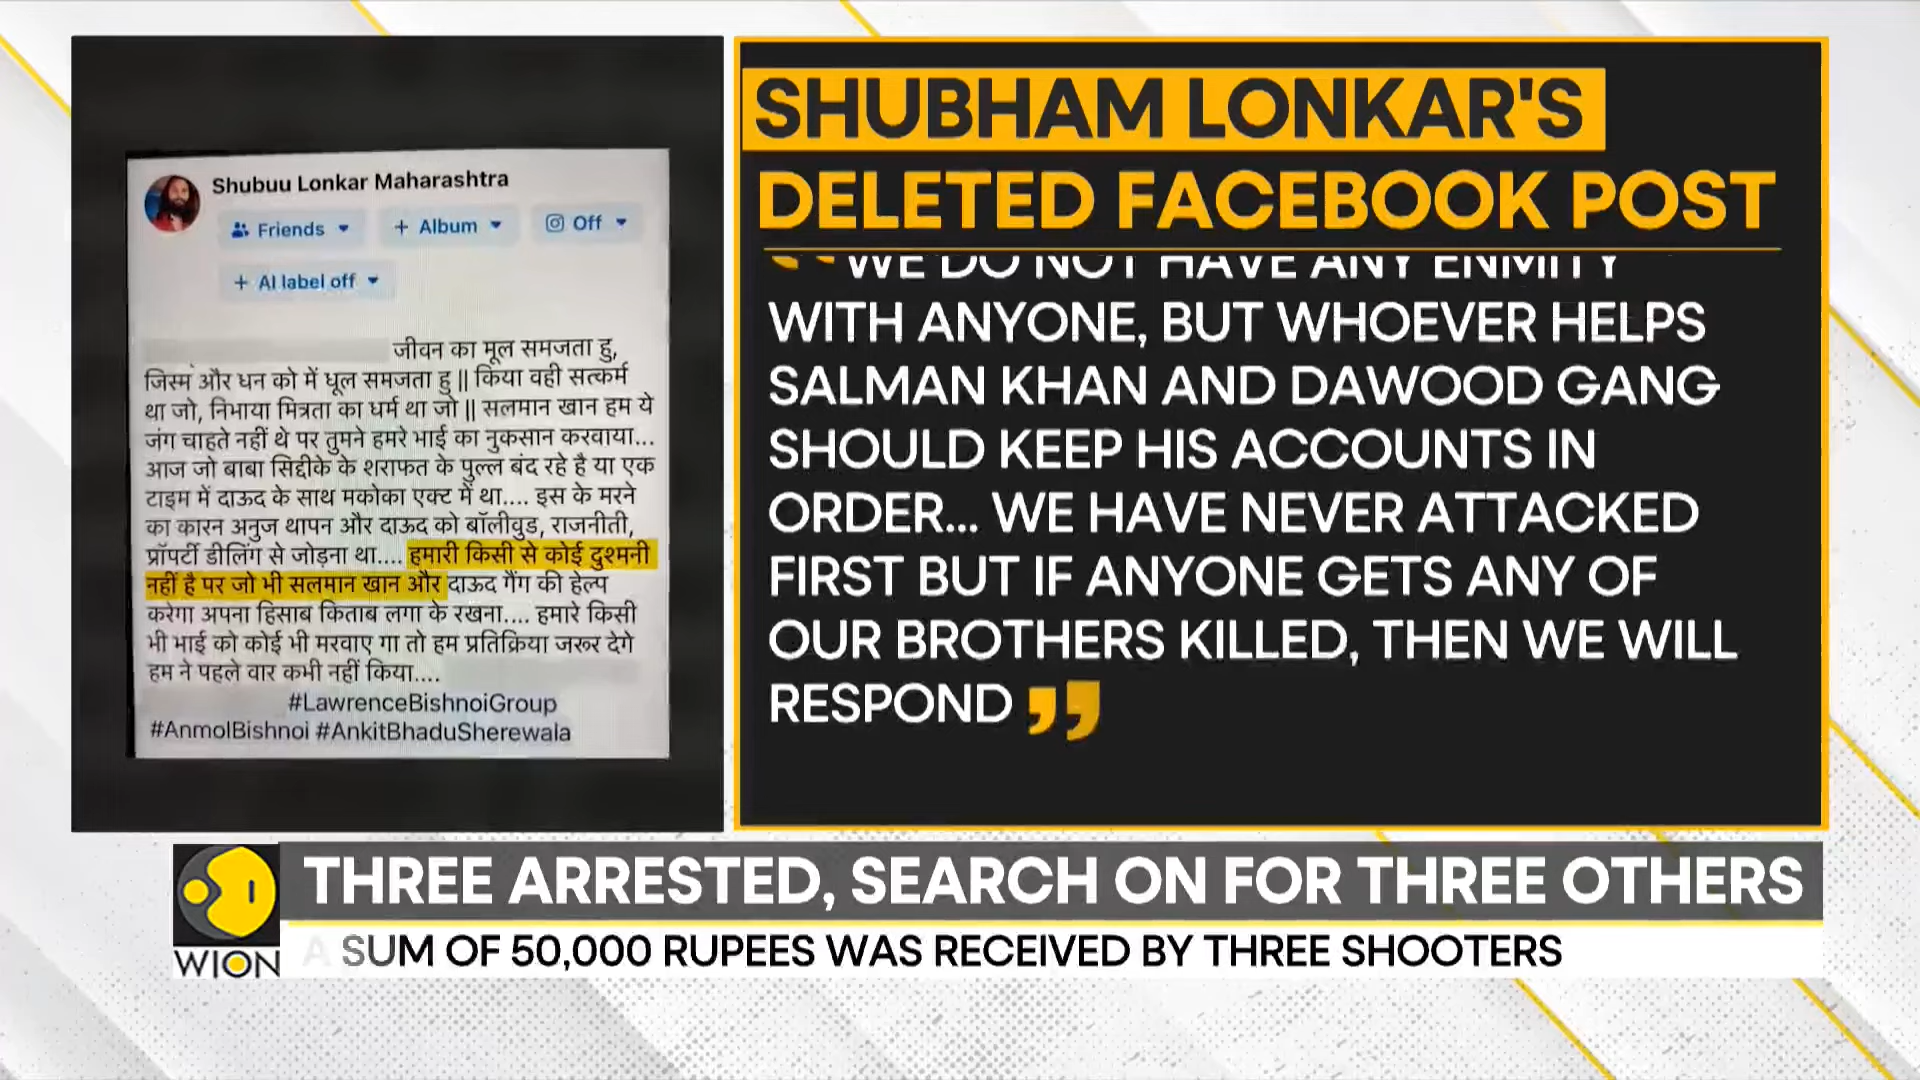 Shubuu Lonkar Maharashtra
Friends
+ Album
Off
+ AI label off
जीवन का मूल समजता हु,
जिस्म और धन को में धूल समजता हु || किया वही सत्कर्म
था जो, निभाया मित्रता का धर्म था जो || सलमान खान हम ये
जंग चाहते नहीं थे पर तुमने हमरे भाई का नुकसान करवाया...
आज जो बाबा सिद्दीके के शराफत के पुल्ल बंद रहे है या एक
टाइम में दाऊद के साथ मकोका एक्ट में था.... इस के मरने
का कारन अनुज थापन और दाऊद को बॉलीवुड, राजनीती,
प्रॉपर्टी डीलिंग से जोड़ना था.... हमारी किसी से कोई दुश्मनी
नहीं है पर जो भी सलमान खान और दाऊद गैंग की हेल्प
करेगा अपना हिसाब किताब लगा के रखना.... हमारे किसी
भी भाई को कोई भी मरवाए गा तो हम प्रतिक्रिया जरूर देगे
हम ने पहले वार कभी नहीं किया....
#LawrenceBishnoiGroup
#AnmolBishnoi #AnkitBhaduSherewala
SHUBHAM LONKAR'S
DELETED FACEBOOK POST
“WE DO NOT HAVE ANY ENMITY
WITH ANYONE, BUT WHOEVER HELPS
SALMAN KHAN AND DAWOOD GANG
SHOULD KEEP HIS ACCOUNTS IN
ORDER... WE HAVE NEVER ATTACKED
FIRST BUT IF ANYONE GETS ANY OF
OUR BROTHERS KILLED, THEN WE WILL
RESPOND”
THREE ARRESTED, SEARCH ON FOR THREE OTHERS
A SUM OF 50,000 RUPEES WAS RECEIVED BY THREE SHOOTERS
WION